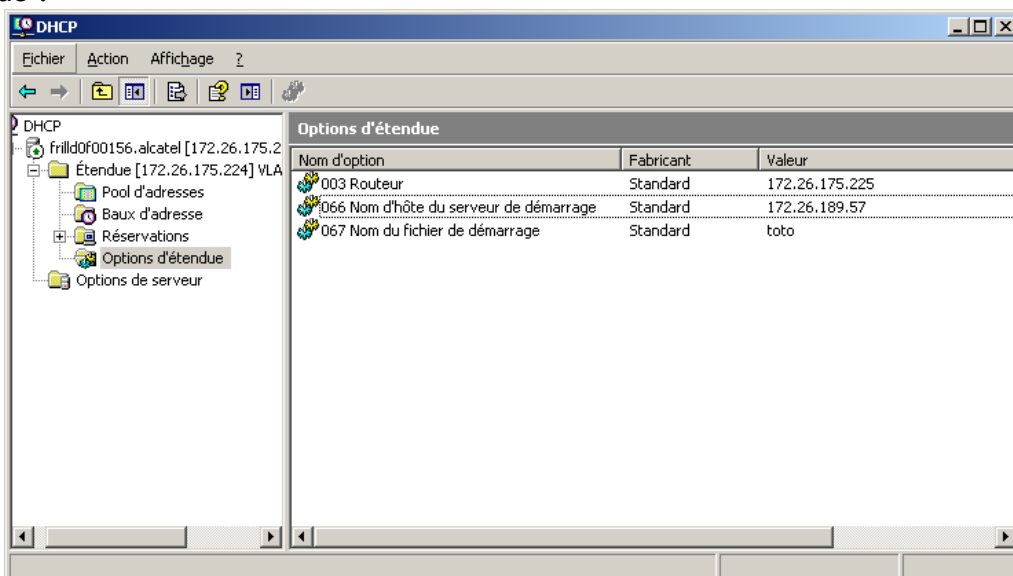 DHCP
Fichier Action Affichage ?
DHCP
frilld0f00156.alcatel [172.26.175.2
Étendue [172.26.175.224] VLA
Pool d'adresses
Baux d'adresse
Réservations
Options d'étendue
Options de serveur
Options d'étendue
Nom d'option Fabricant Valeur
003 Routeur Standard 172.26.175.225
066 Nom d'hôte du serveur de démarrage Standard 172.26.189.57
067 Nom du fichier de démarrage Standard toto